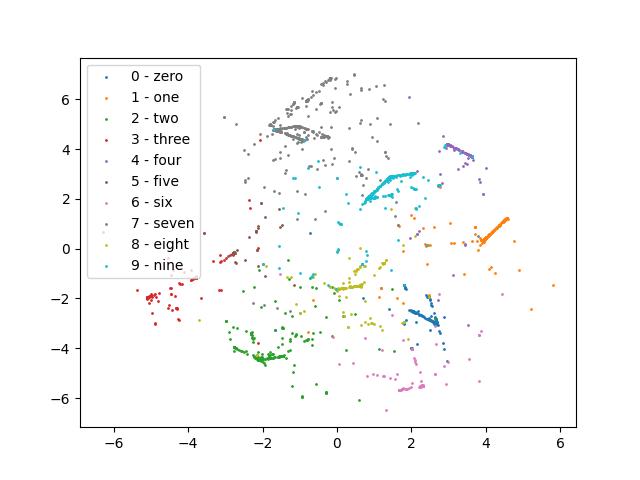 0 - zero
1 - one
2 - two
3 - three
4 - four
5 - five
6 - six
7 - seven
8 - eight
9 - nine
6
4
2
0
−2
−4
−6
−6 −4 −2 0 2 4 6